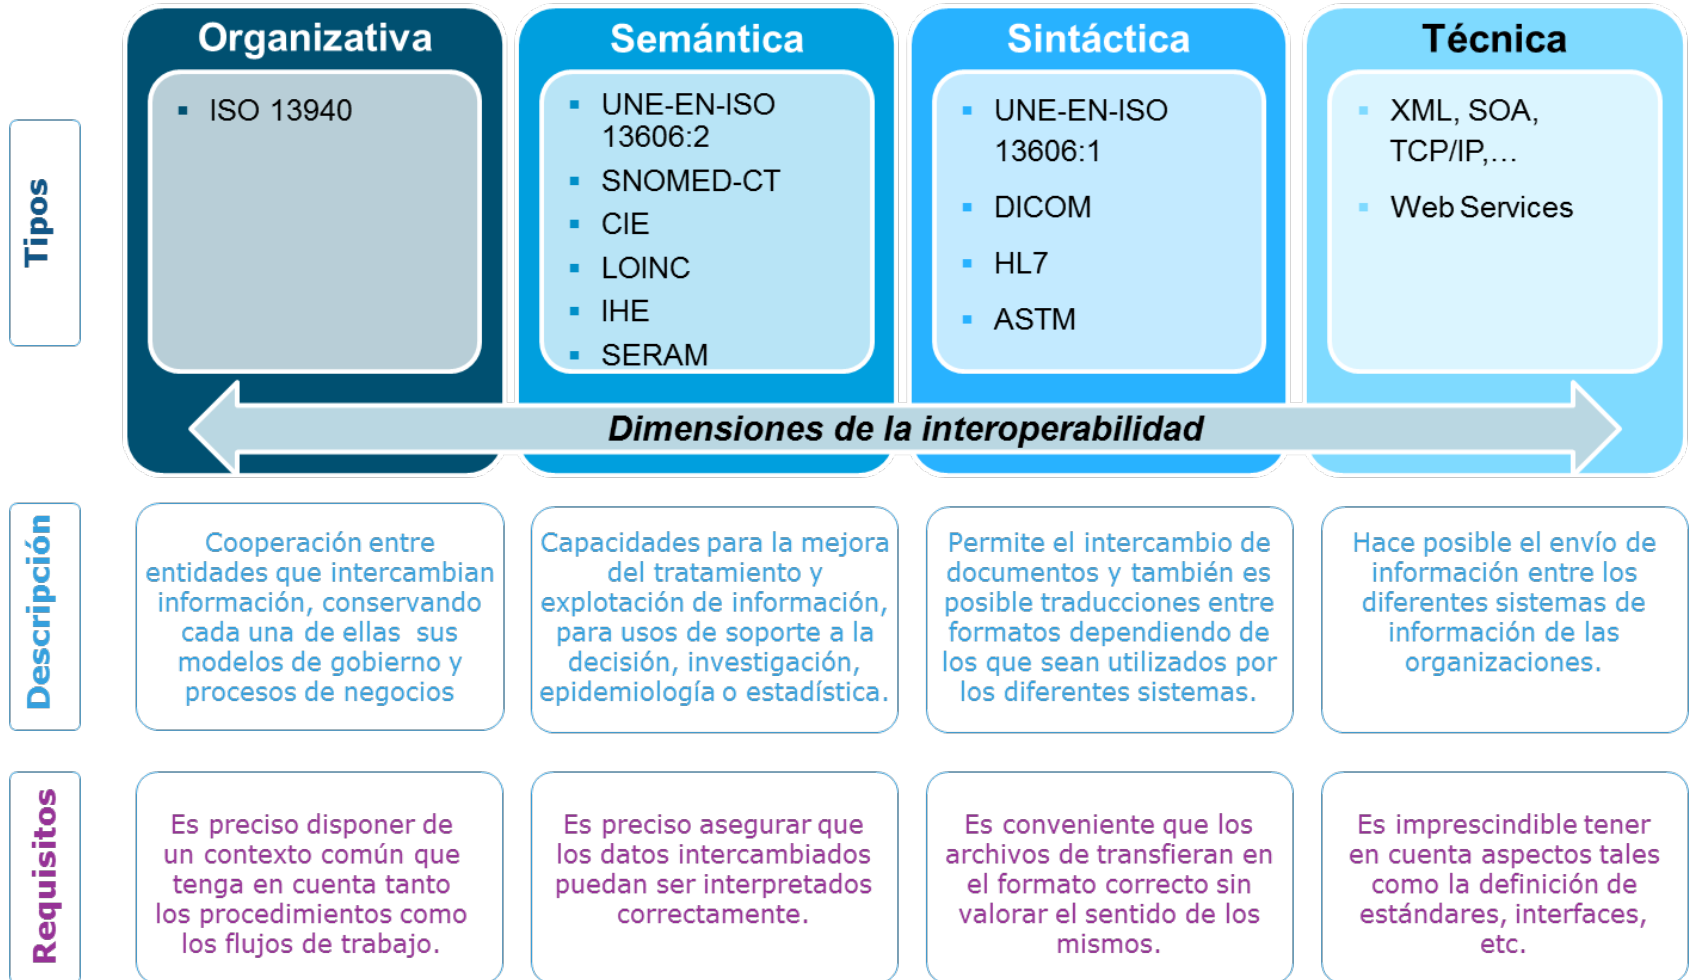 Organizativa
Semántica
Sintáctica
Técnica
Tipos
▪ ISO 13940
▪ UNE-EN-ISO
13606:2
▪ SNOMED-CT
▪ CIE
▪ LOINC
▪ IHE
▪ SERAM
▪ UNE-EN-ISO
13606:1
▪ DICOM
▪ HL7
▪ ASTM
▪ XML, SOA,
TCP/IP,...
▪ Web Services
Dimensiones de la interoperabilidad
Descripción
Cooperación entre
entidades que intercambian
información, conservando
cada una de ellas sus
modelos de gobierno y
procesos de negocios
Capacidades para la mejora
del tratamiento y
explotación de información,
para usos de soporte a la
decisión, investigación,
epidemiología o estadística.
Permite el intercambio de
documentos y también es
posible traducciones entre
formatos dependiendo de
los que sean utilizados por
los diferentes sistemas.
Hace posible el envío de
información entre los
diferentes sistemas de
información de las
organizaciones.
Requisitos
Es preciso disponer de
un contexto común que
tenga en cuenta tanto
los procedimientos como
los flujos de trabajo.
Es preciso asegurar que
los datos intercambiados
puedan ser interpretados
correctamente.
Es conveniente que los
archivos de transfieran en
el formato correcto sin
valorar el sentido de los
mismos.
Es imprescindible tener
en cuenta aspectos tales
como la definición de
estándares, interfaces,
etc.